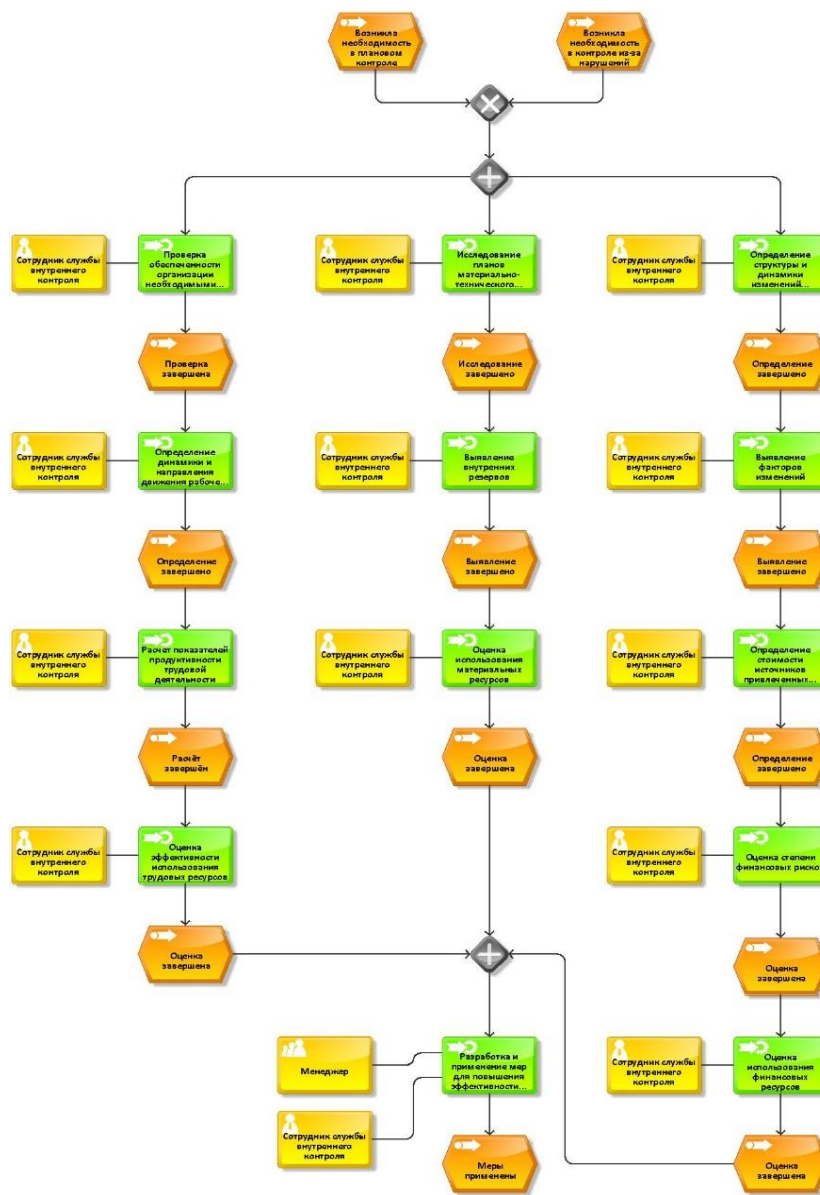 Возникла
необходимость
в плановом
контроле
Возникла
необходимость
в контроле из-за
нарушений
Сотрудник службы
внутреннего
контроля
Проверка
обеспеченности
организации
необходимыми...
Сотрудник службы
внутреннего
контроля
Исследование
планов
материально-
технического...
Сотрудник службы
внутреннего
контроля
Определение
структуры и
динамики
изменений...
Проверка
завершена
Исследование
завершено
Определение
завершено
Сотрудник службы
внутреннего
контроля
Определение
динамики и
направления
движения рабоче...
Сотрудник службы
внутреннего
контроля
Выявление
внутренних
резервов
Сотрудник службы
внутреннего
контроля
Выявление
факторов
изменений
Определение
завершено
Выявление
завершено
Выявление
завершено
Сотрудник службы
внутреннего
контроля
Расчет показателей
продуктивности
трудовой
деятельности
Сотрудник службы
внутреннего
контроля
Оценка
использования
материальных
ресурсов
Сотрудник службы
внутреннего
контроля
Определение
стоимости
источников
привлеченных...
Расчёт
завершён
Оценка
завершена
Определение
завершено
Сотрудник службы
внутреннего
контроля
Оценка
эффективности
использования
трудовых ресурсов
Сотрудник службы
внутреннего
контроля
Оценка степени
финансовых риско
Оценка
завершена
Оценка
завершена
Менеджер
Сотрудник службы
внутреннего
контроля
Разработка и
применение мер
для повышения
эффективности...
Сотрудник службы
внутреннего
контроля
Оценка
использования
финансовых
ресурсов
Меры
применены
Оценка
завершена